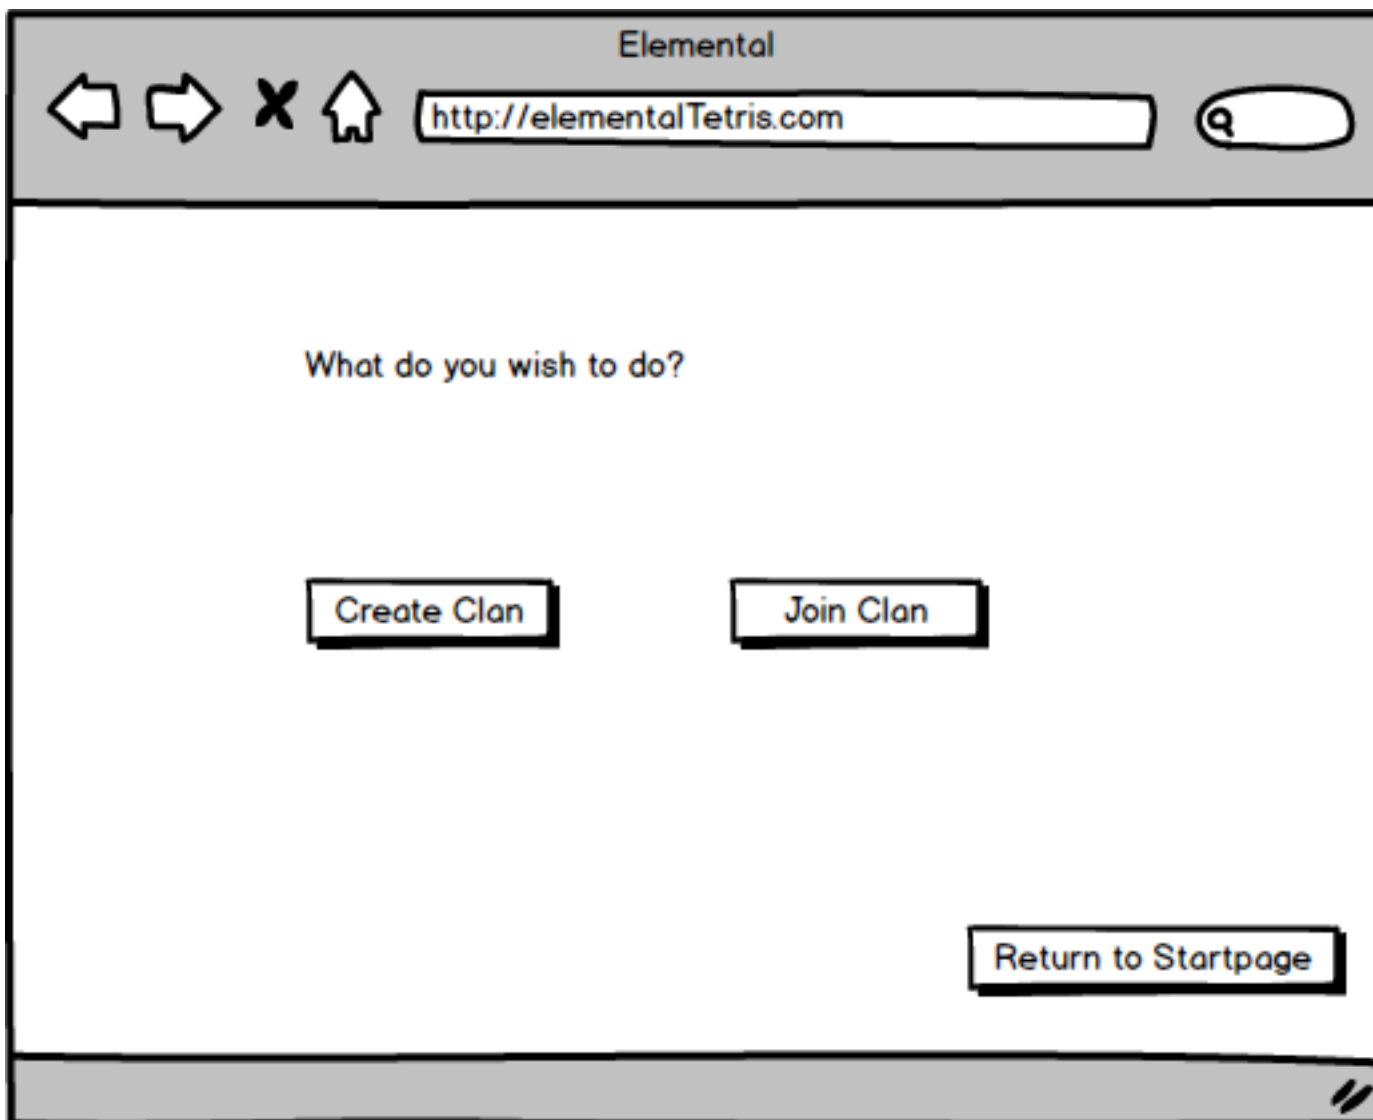 Elemental
http://elementalTetris.com
What do you wish to do?
Create Clan
Join Clan
Return to Startpage